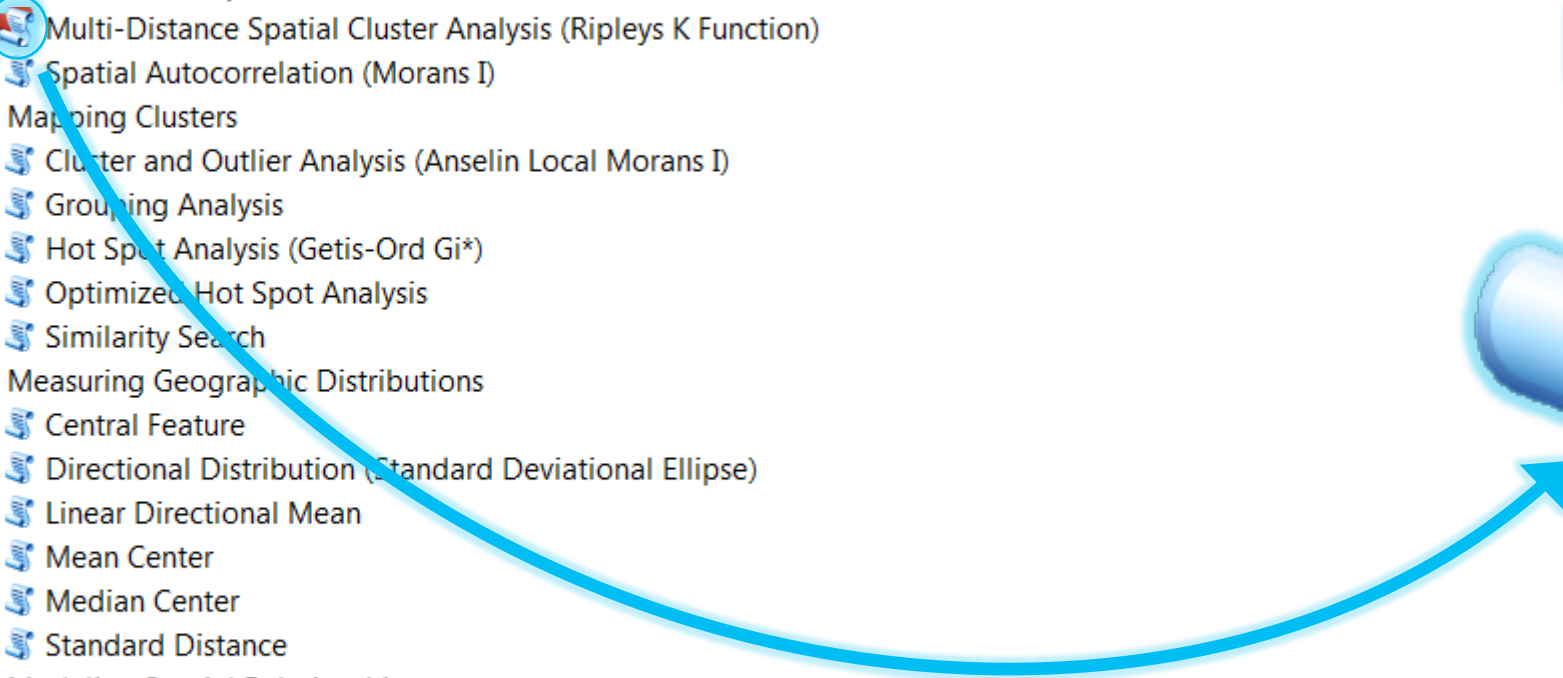 Multi-Distance Spatial Cluster Analysis (Ripleys K Function)
Spatial Autocorrelation (Morans I)
Mapping Clusters
Cluster and Outlier Analysis (Anselin Local Morans I)
Grouping Analysis
Hot Spot Analysis (Getis-Ord Gi*)
Optimized Hot Spot Analysis
Similarity Search
Measuring Geographic Distributions
Central Feature
Directional Distribution (Standard Deviational Ellipse)
Linear Directional Mean
Mean Center
Median Center
Standard Distance